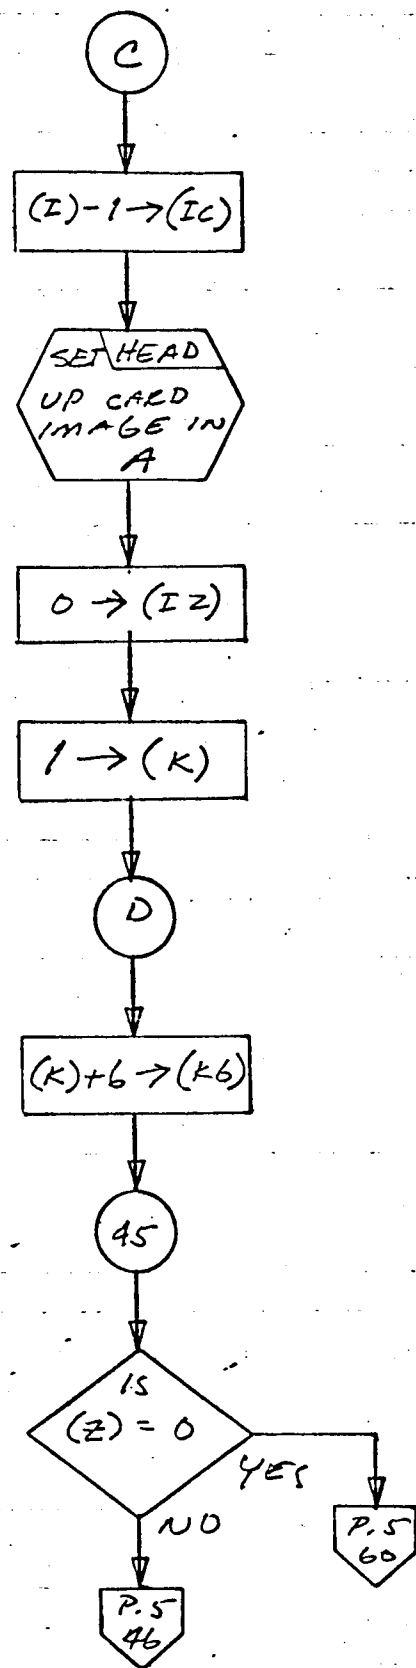 C
(I)-1→(IC)
SET HEAD
UP CARD
IMAGE IN
A
0 → (IZ)
1 → (K)
D
(K)+6→(K6)
45
IS
(Z) = 0
YES
NO
P.5
60
P.5
46